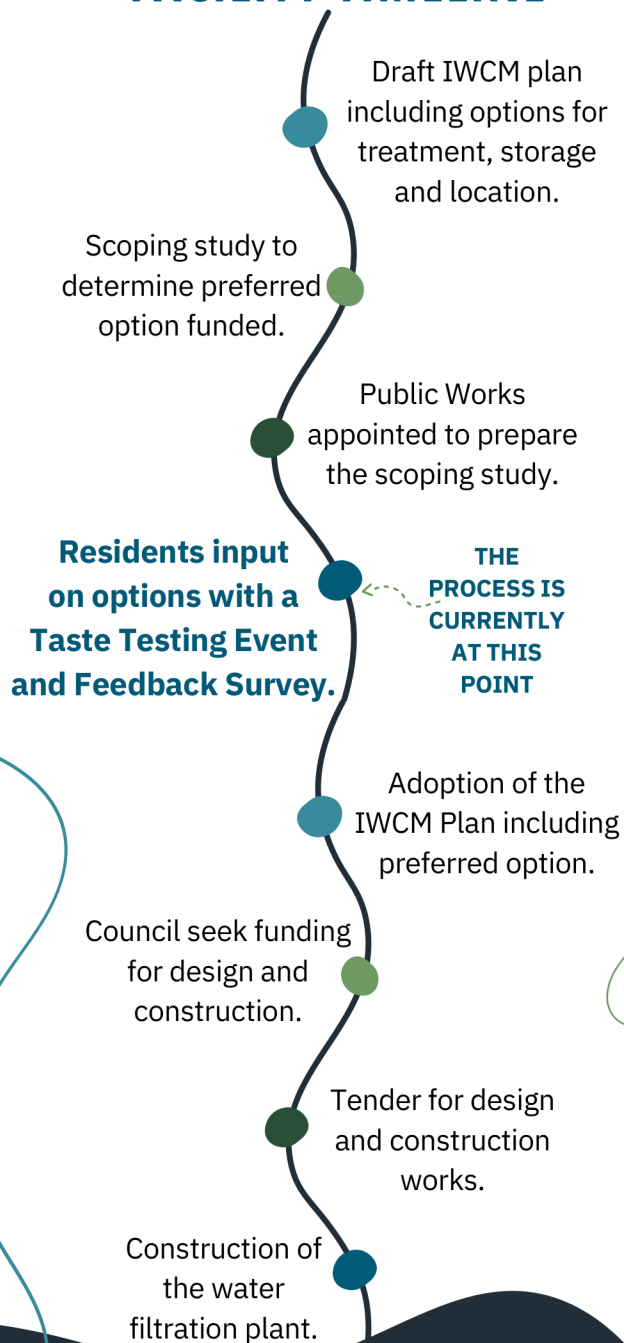 FACILITY TIMELINE
Draft IWCM plan
including options for
treatment, storage
and location.
Scoping study to
determine preferred
option funded.
Public Works
appointed to prepare
the scoping study.
Residents input
on options with a
Taste Testing Event
and Feedback Survey.
THE
PROCESS IS
CURRENTLY
AT THIS
POINT
Adoption of the
IWCM Plan including
preferred option.
Council seek funding
for design and
construction.
Tender for design
and construction
works.
Construction of
the water
filtration plant.